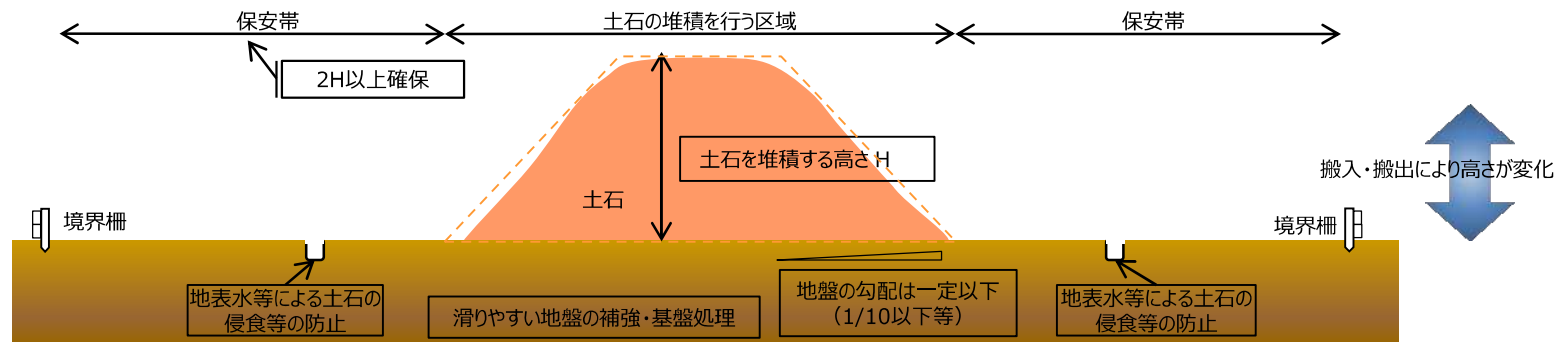 保安帯
土石の堆積を行う区域
保安帯
2H以上確保
土石を堆積する高さH
搬入・搬出により高さが変化
土石
境界柵
境界柵
地表水等による土石の
侵食等の防止
滑りやすい地盤の補強・基盤処理
地盤の勾配は一定以下
（1/10以下等）
地表水等による土石の
侵食等の防止